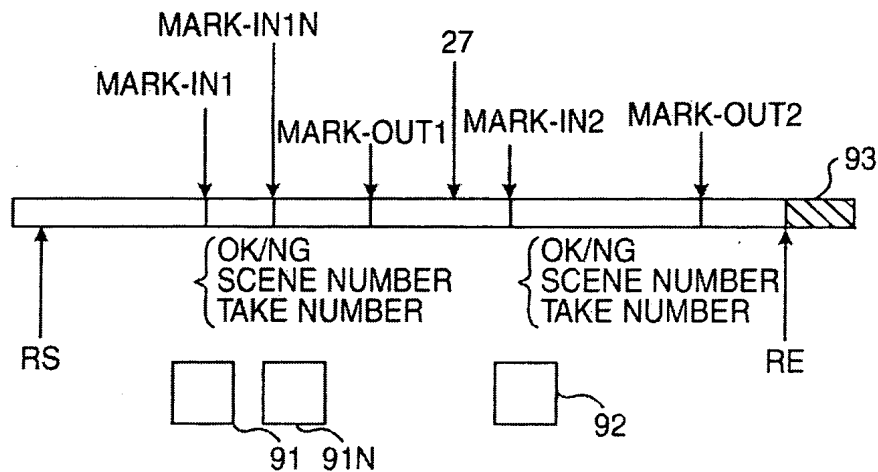 MARK-IN1N
27
MARK-IN1
MARK-OUT1
MARK-IN2
MARK-OUT2
93
OK/NG
SCENE NUMBER
TAKE NUMBER
OK/NG
SCENE NUMBER
TAKE NUMBER
RS
RE
91
91N
92